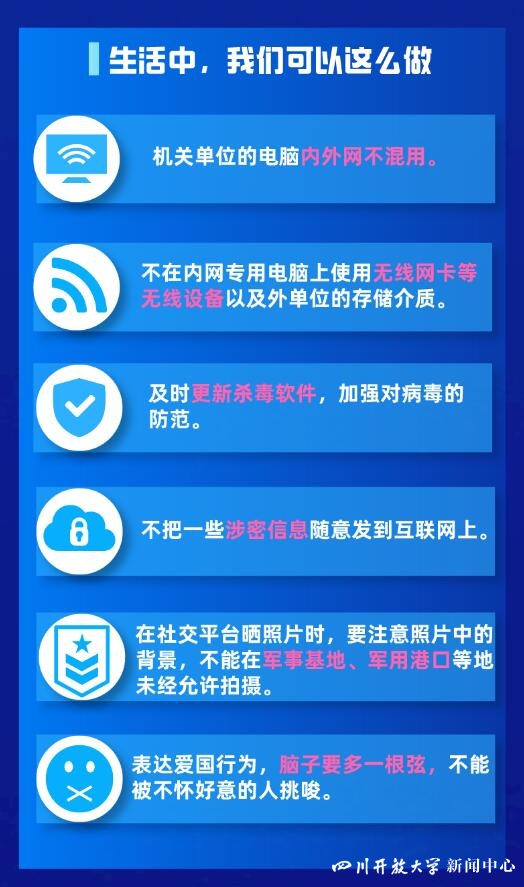 生活中，我们可以这么做
机关单位的电脑内外网不混用。
不在内网专用电脑上使用无线网卡等
无线设备以及外单位的存储介质。
及时更新杀毒软件，加强对病毒的
防范。
不把一些涉密信息随意发到互联网上。
在社交平台晒照片时，要注意照片中的
背景，不能在军事基地、军用港口等地
未经允许拍摄。
表达爱国行为，脑子要多一根弦，不能
被不怀好意的人挑唆。
四川开放大学新闻中心